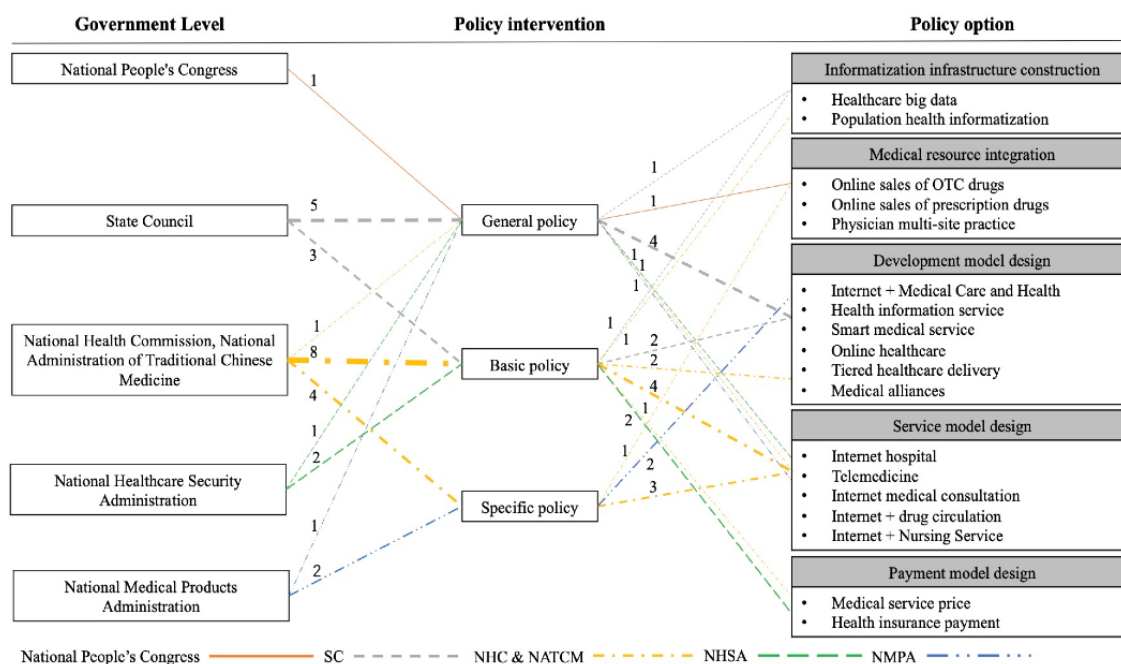 Government Level
Policy intervention
Policy option
National People's Congress
State Council
National Health Commission, National
Administration of Traditional Chinese
Medicine
National Healthcare Security
Administration
National Medical Products
Administration
1
5
3
1
8
4
1
2
1
2
General policy
Basic policy
Specific policy
1
1
4
1
1
1
1
1
2
2
4
1
2
1
2
3
Informatization infrastructure construction
• Healthcare big data
• Population health informatization
Medical resource integration
• Online sales of OTC drugs
• Online sales of prescription drugs
• Physician multi-site practice
Development model design
• Internet + Medical Care and Health
• Health information service
• Smart medical service
• Online healthcare
• Tiered healthcare delivery
• Medical alliances
Service model design
• Internet hospital
• Telemedicine
• Internet medical consultation
• Internet + drug circulation
• Internet + Nursing Service
Payment model design
• Medical service price
• Health insurance payment
National People's Congress SC NHC & NATCM NHSA NMPA